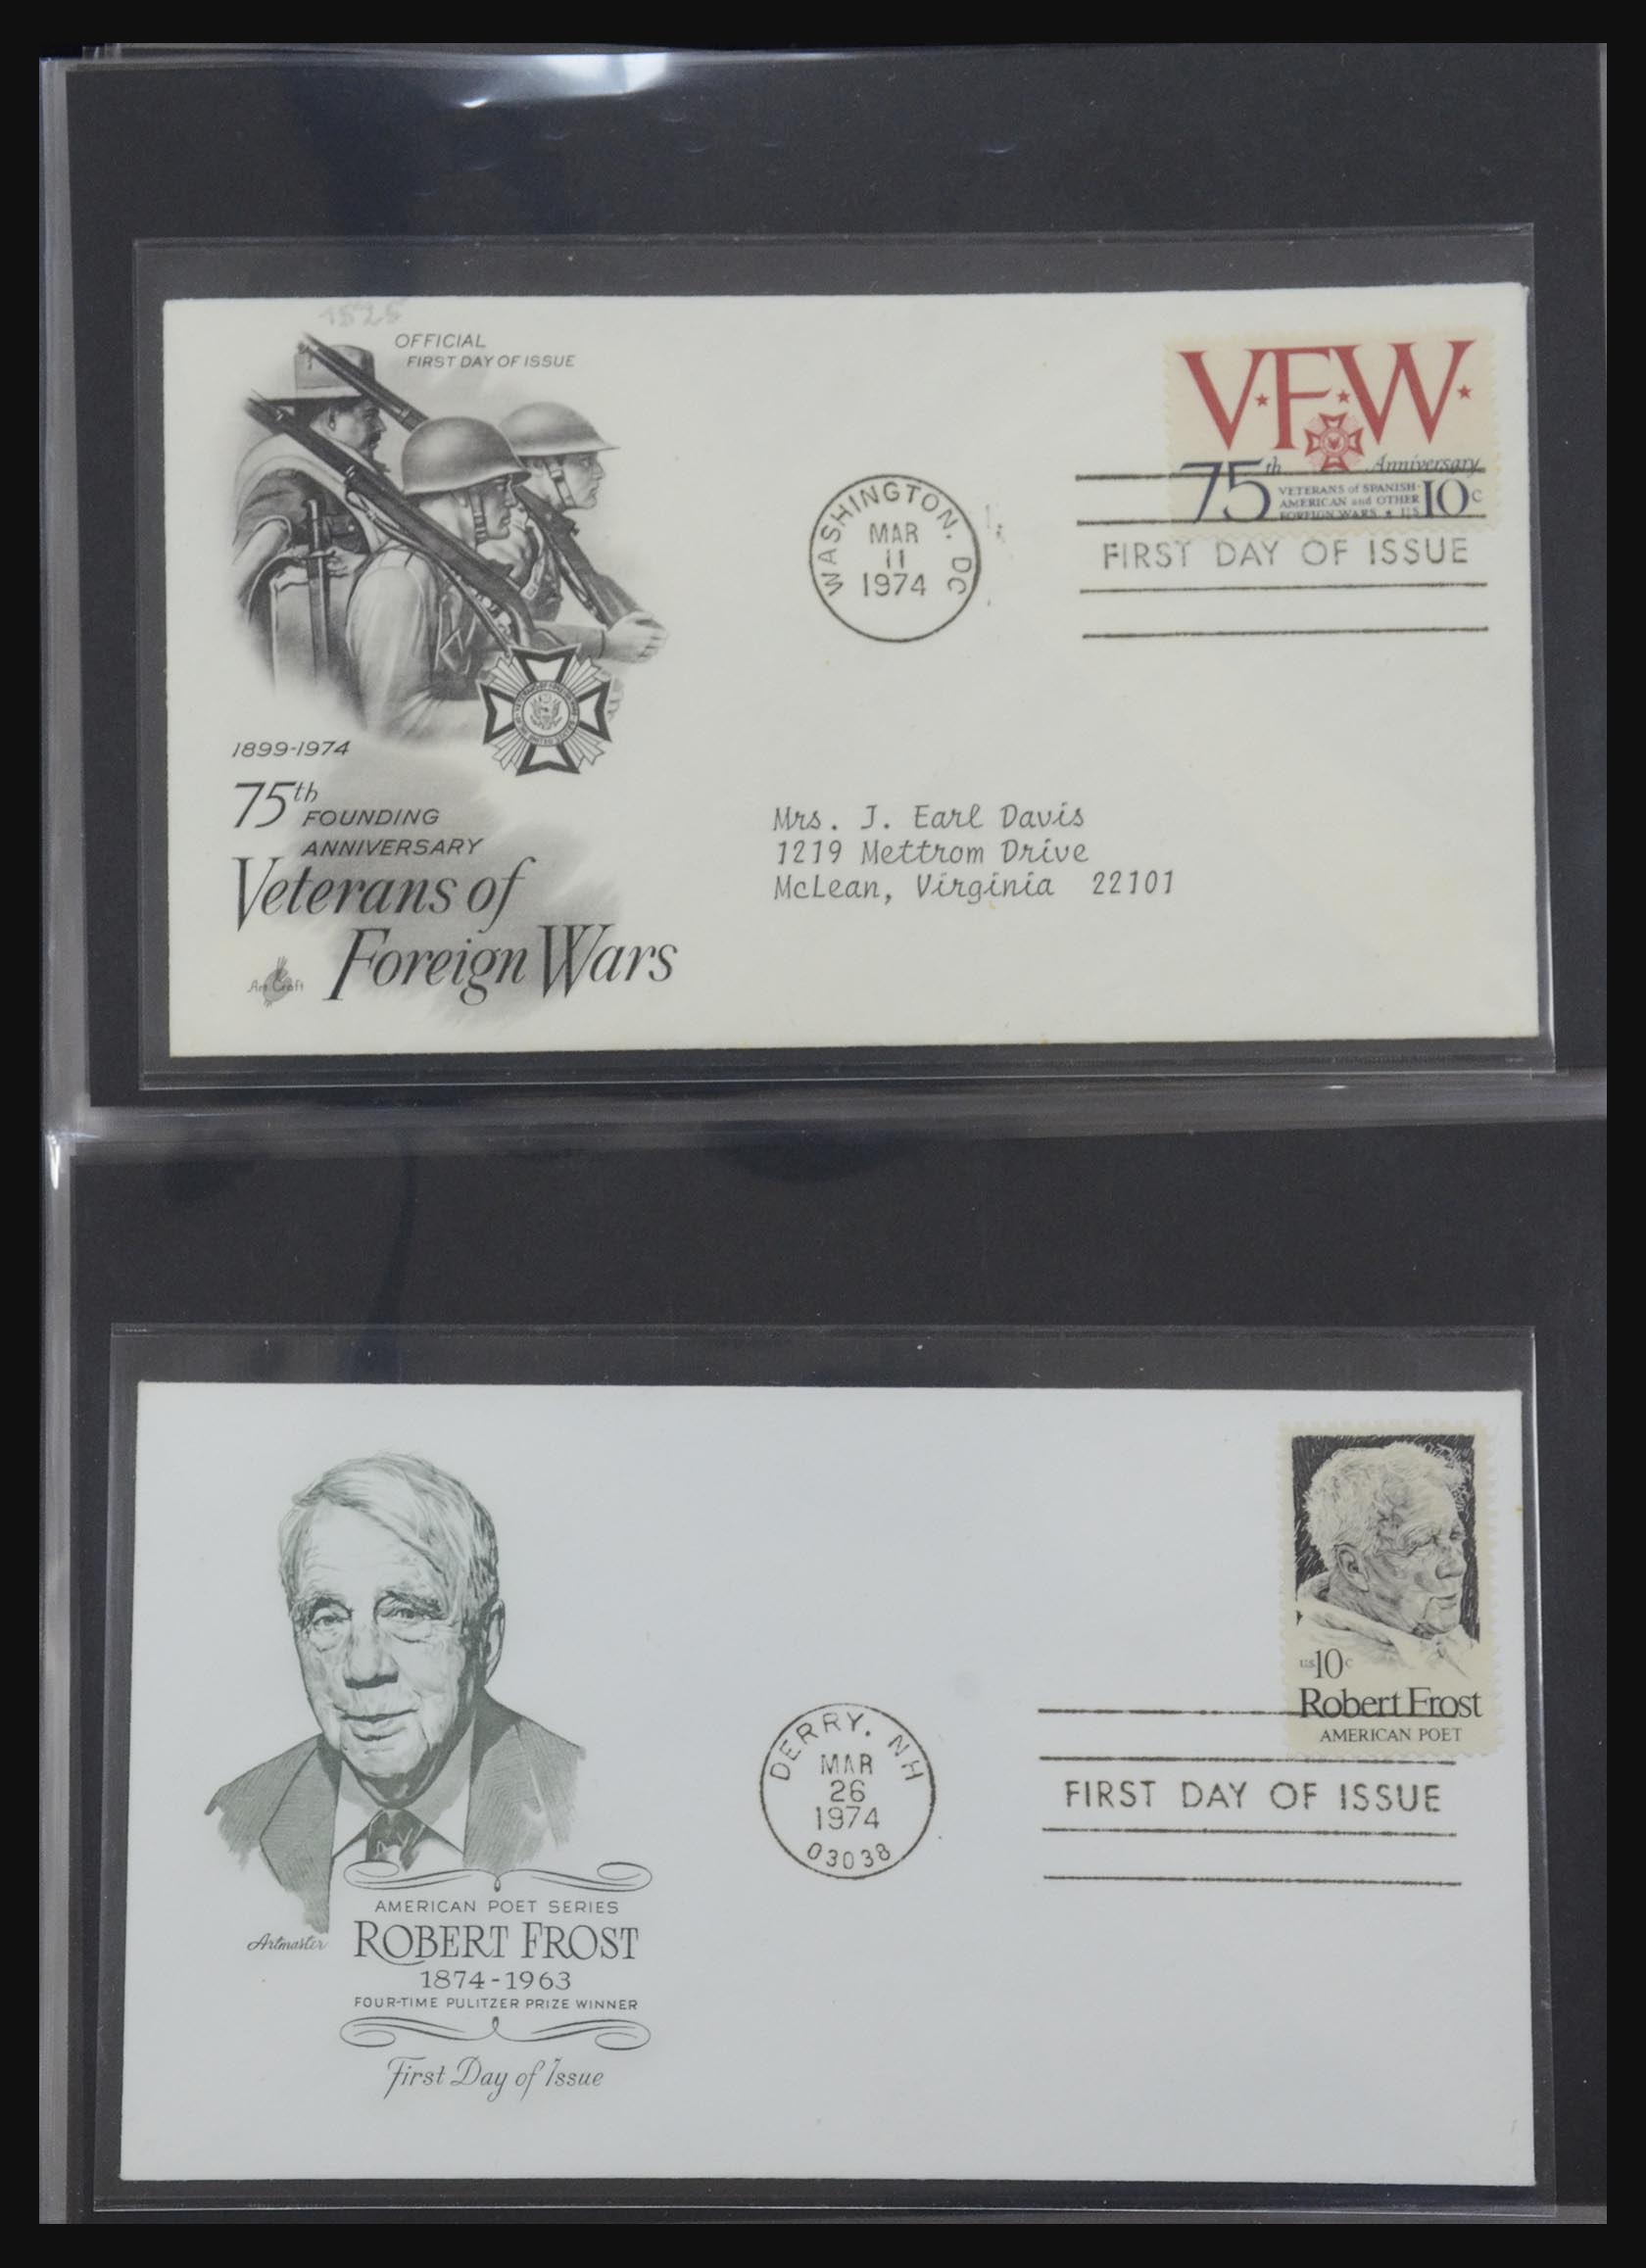 1525
OFFICIAL
FIRST DAY OF ISSUE
V·F·W·
75th Anniversary
VETERANS of SPANISH-
AMERICAN and OTHER
FOREIGN WARS ★ U.S.
10c
WASHINGTON, DC
MAR
11
1974
FIRST DAY OF ISSUE
1899-1974
75th
FOUNDING
ANNIVERSARY
Veterans of
Foreign Wars
Art Craft
Mrs. J. Earl Davis
1219 Mettrom Drive
McLean, Virginia 22101
U.S. 10c
Robert Frost
AMERICAN POET
DERRY, NH
MAR
26
1974
03038
FIRST DAY OF ISSUE
AMERICAN POET SERIES
Artmaster
ROBERT FROST
1874-1963
FOUR-TIME PULITZER PRIZE WINNER
First Day of Issue